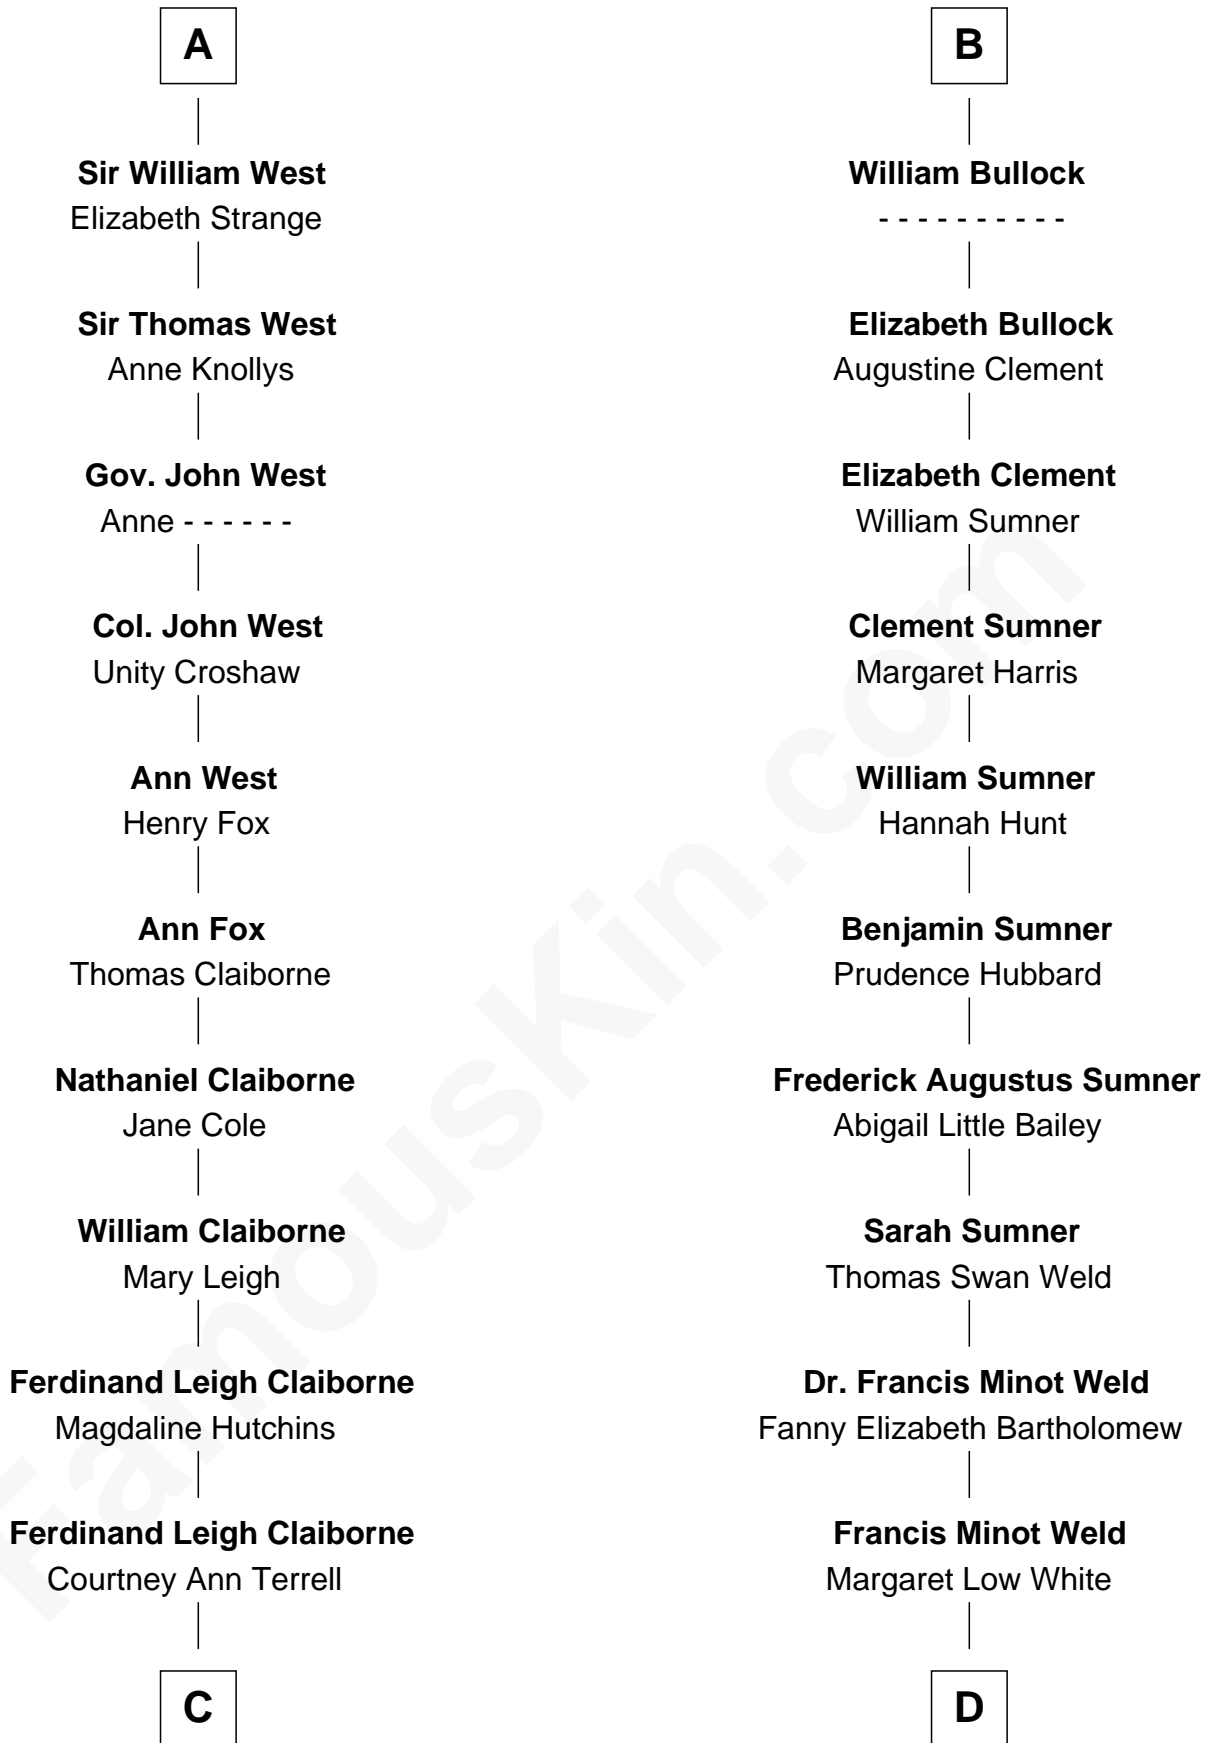 A
Sir William West
Elizabeth Strange
Sir Thomas West
Anne Knollys
Gov. John West
Anne - - - - - -
Col. John West
Unity Croshaw
Ann West
Henry Fox
Ann Fox
Thomas Claiborne
Nathaniel Claiborne
Jane Cole
William Claiborne
Mary Leigh
Ferdinand Leigh Claiborne
Magdaline Hutchins
Ferdinand Leigh Claiborne
Courtney Ann Terrell
C
B
William Bullock
- - - - - - - - - -
Elizabeth Bullock
Augustine Clement
Elizabeth Clement
William Sumner
Clement Sumner
Margaret Harris
William Sumner
Hannah Hunt
Benjamin Sumner
Prudence Hubbard
Frederick Augustus Sumner
Abigail Little Bailey
Sarah Sumner
Thomas Swan Weld
Dr. Francis Minot Weld
Fanny Elizabeth Bartholomew
Francis Minot Weld
Margaret Low White
D
FamousKin.com